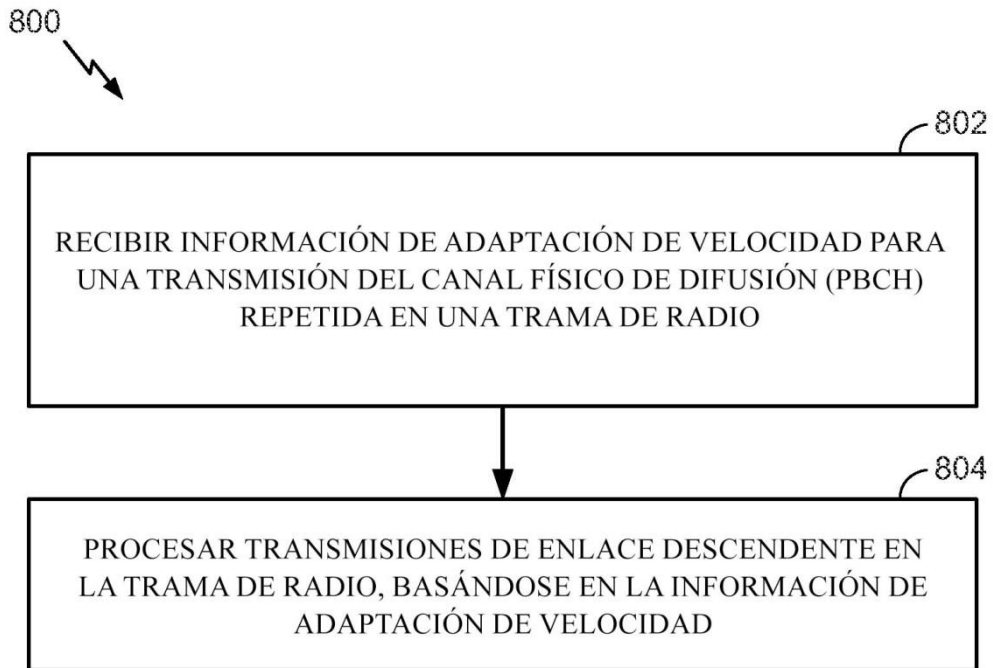 800
802
RECIBIR INFORMACIÓN DE ADAPTACIÓN DE VELOCIDAD PARA
UNA TRANSMISIÓN DEL CANAL FÍSICO DE DIFUSIÓN (PBCH)
REPETIDA EN UNA TRAMA DE RADIO
804
PROCESAR TRANSMISIONES DE ENLACE DESCENDENTE EN
LA TRAMA DE RADIO, BASÁNDOSE EN LA INFORMACIÓN DE
ADAPTACIÓN DE VELOCIDAD